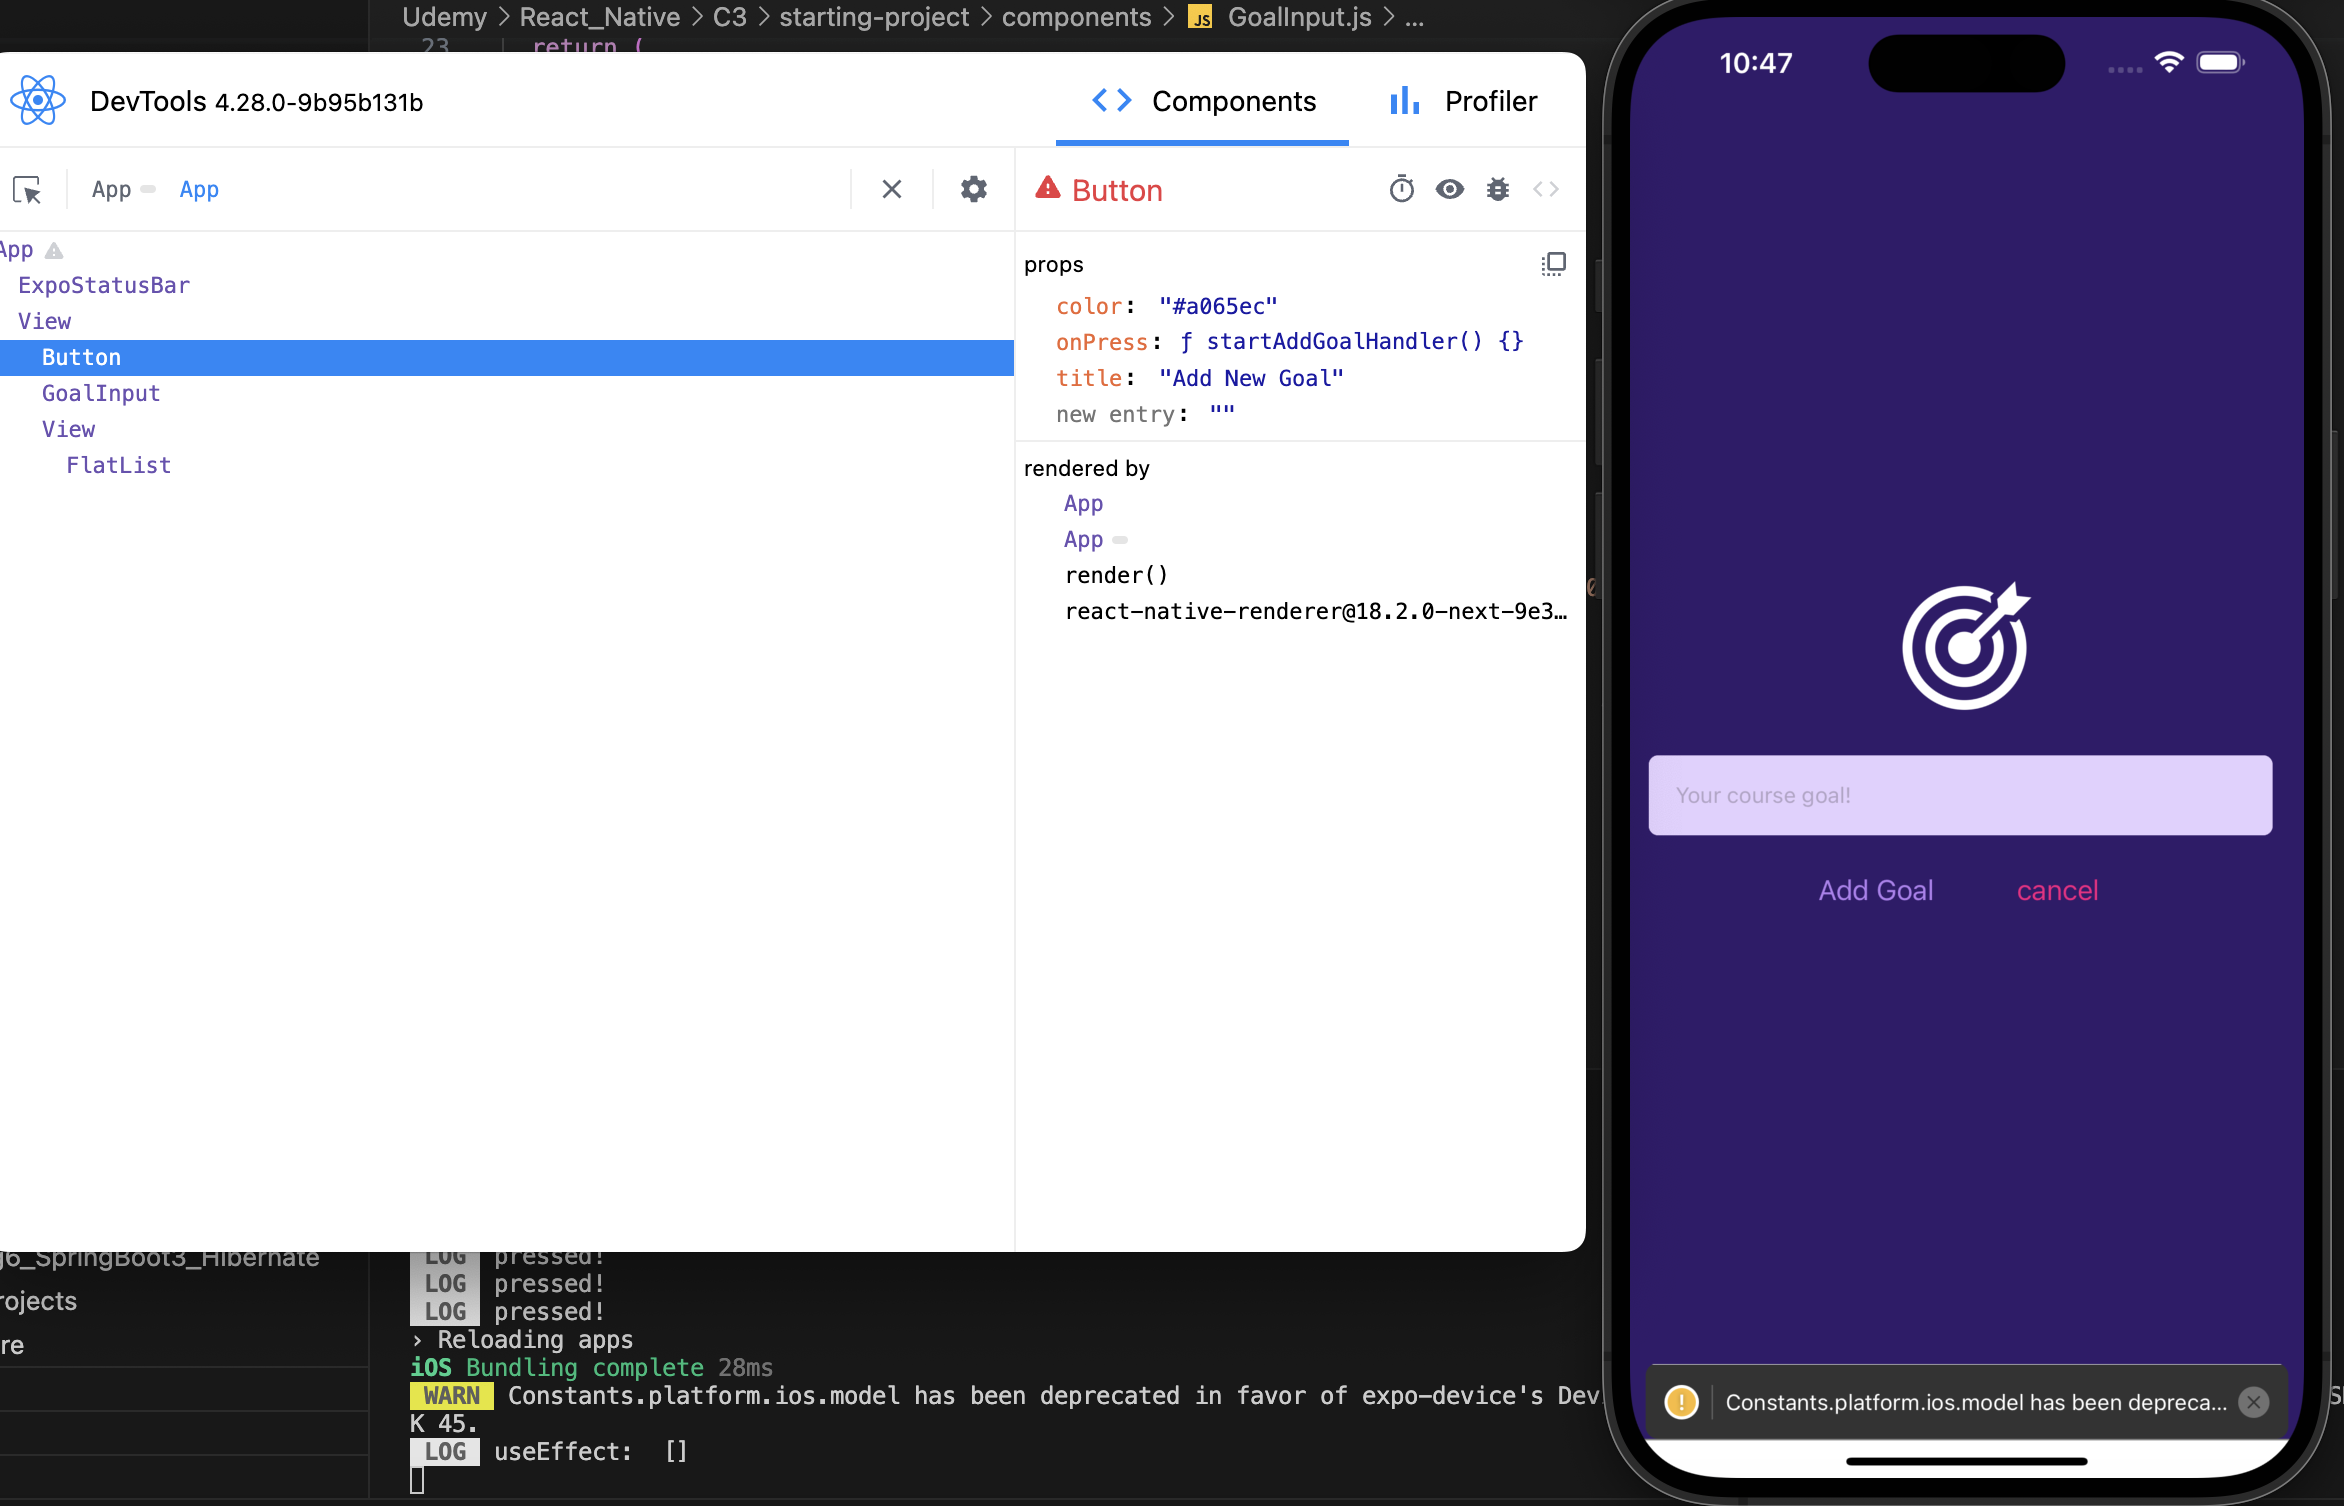 Udemy > React_Native > C3 > starting-project > components > JS GoalInput.js > ...
23 return (
DevTools 4.28.0-9b95b131b
Components
Profiler
App App
Button
App
ExpoStatusBar
View
Button
GoalInput
View
FlatList
props
color: "#a065ec"
onPress: ƒ startAddGoalHandler() {}
title: "Add New Goal"
new entry: ""
rendered by
App
App
render()
react-native-renderer@18.2.0-next-9e3…
g6_SpringBoot3_Hibernate
rojects
re
LOG pressed!
LOG pressed!
LOG pressed!
› Reloading apps
iOS Bundling complete 28ms
WARN Constants.platform.ios.model has been deprecated in favor of expo-device's Dev
K 45.
LOG useEffect: []
10:47
Your course goal!
Add Goal
cancel
Constants.platform.ios.model has been depreca...